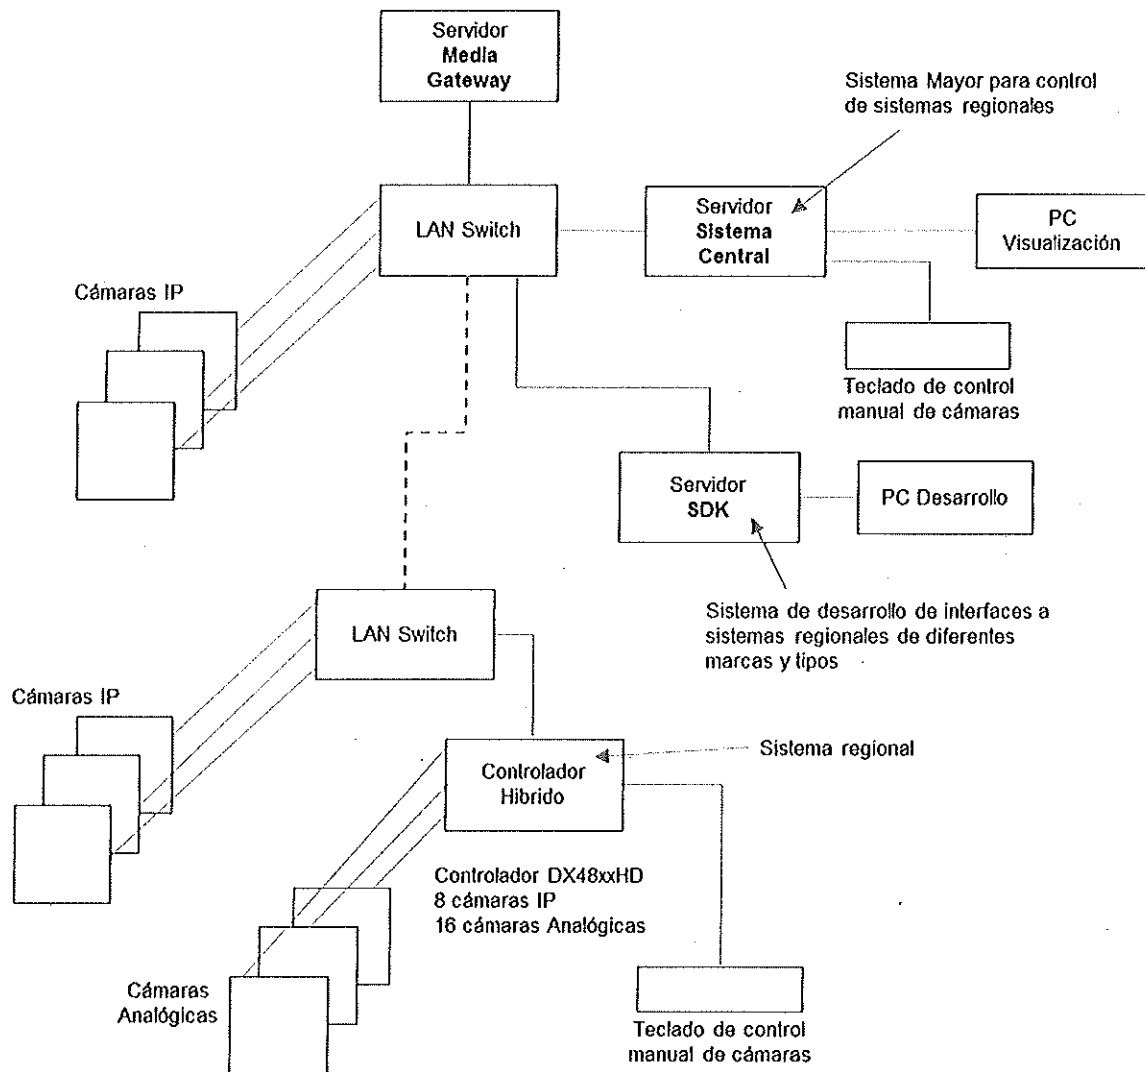 Servidor
Media
Gateway
Sistema Mayor para control
de sistemas regionales
LAN Switch
Servidor
Sistema
Central
PC
Visualización
Cámaras IP
Teclado de control
manual de cámaras
Servidor
SDK
PC Desarrollo
LAN Switch
Sistema de desarrollo de interfaces a
sistemas regionales de diferentes
marcas y tipos
Cámaras IP
Sistema regional
Controlador
Hibrido
Controlador DX48xxHD
8 cámaras IP
16 cámaras Analógicas
Cámaras
Analógicas
Teclado de control
manual de cámaras